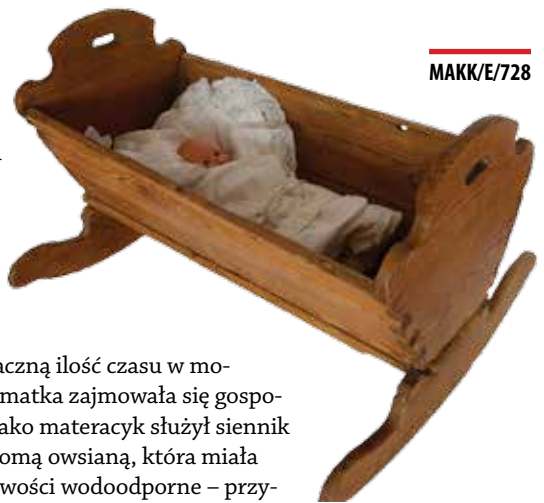 MAKK/E/728
aczną ilość czasu w mo-
matka zajmowała się gospo-
ako materacyk służył siennik
omą owsianą, która miała
wości wodoodporne – przy-